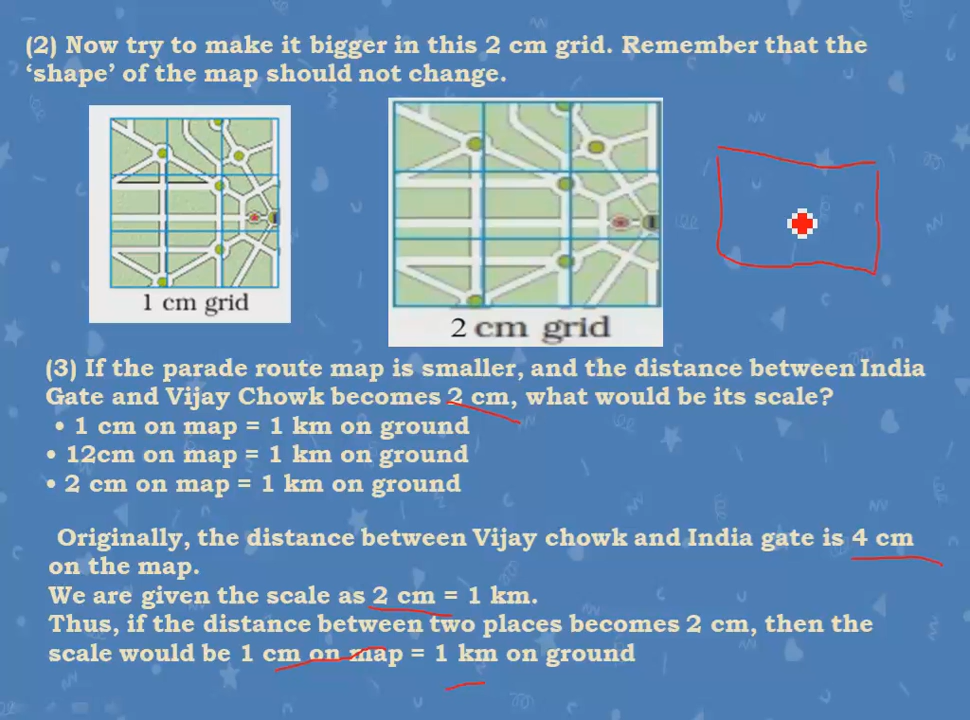 (2) Now try to make it bigger in this 2 cm grid. Remember that the
‘shape’ of the map should not change.
1 cm grid
2 cm grid
(3) If the parade route map is smaller, and the distance between India
Gate and Vijay Chowk becomes 2 cm, what would be its scale?
• 1 cm on map = 1 km on ground
• 12cm on map = 1 km on ground
• 2 cm on map = 1 km on ground
Originally, the distance between Vijay chowk and India gate is 4 cm
on the map.
We are given the scale as 2 cm = 1 km.
Thus, if the distance between two places becomes 2 cm, then the
scale would be 1 cm on map = 1 km on ground